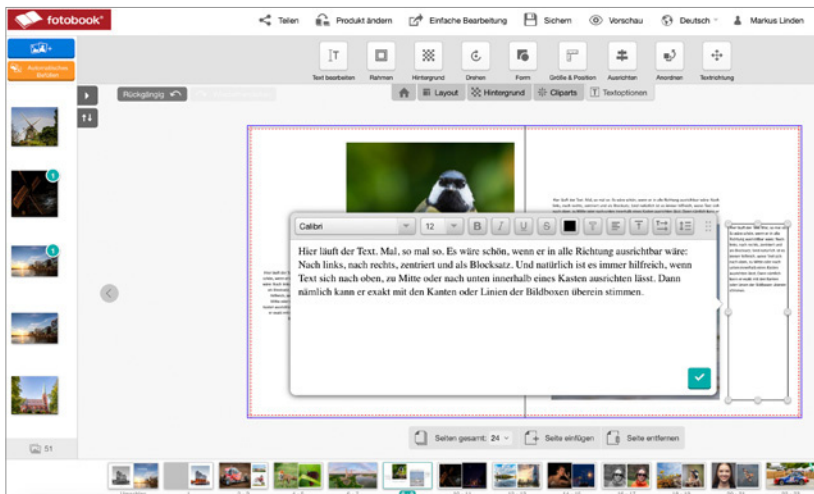 fotobook®
Teilen
Produkt ändern
Einfache Bearbeitung
Sichern
Vorschau
Deutsch
Markus Linden
Automatisches
Befüllen
Text bearbeiten
Rahmen
Hintergrund
Drehen
Form
Größe & Position
Ausrichten
Anordnen
Textrichtung
Rückgängig
Layout
Hintergrund
Cliparts
Textoptionen
Calibri
12
B I U S
Hier läuft der Text. Mal, so mal so. Es wäre schön, wenn er in alle Richtung ausrichtbar wäre:
Nach links, nach rechts, zentriert und als Blocksatz. Und natürlich ist es immer hilfreich, wenn
Text sich nach oben, zu Mitte oder nach unten innerhalb eines Kasten ausrichten lässt. Dann
nämlich kann er exakt mit den Kanten oder Linien der Bildboxen überein stimmen.
1
1
51
Seiten gesamt: 24
Seite einfügen
Seite entfernen